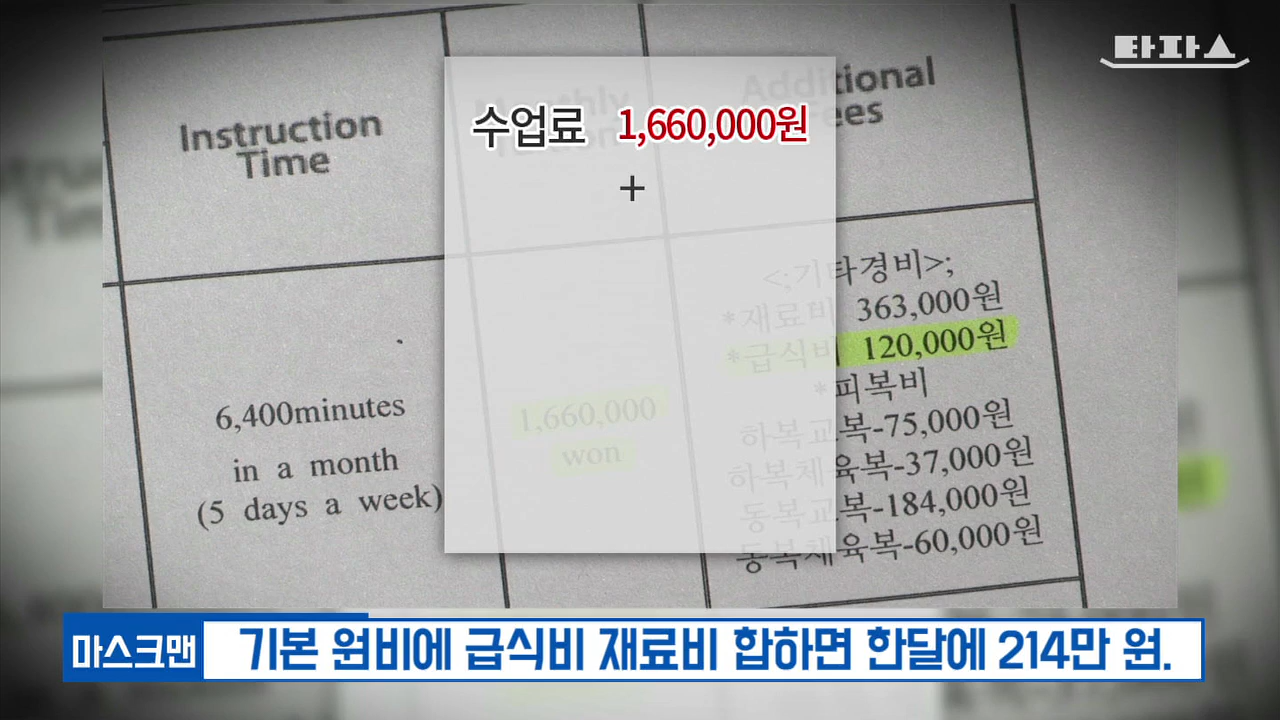 타파스
Instruction
Time
Monthly
Additional
Fees
수업료 1,660,000원
+
<;기타경비>;
*재료비 363,000원
*급식비 120,000원
*피복비
하복교복-75,000원
하복체육복-37,000원
동복교복-184,000원
동복체육복-60,000원
6,400minutes
in a month
(5 days a week)
1,660,000
won
마스크맨 기본 원비에 급식비 재료비 합하면 한달에 214만 원.